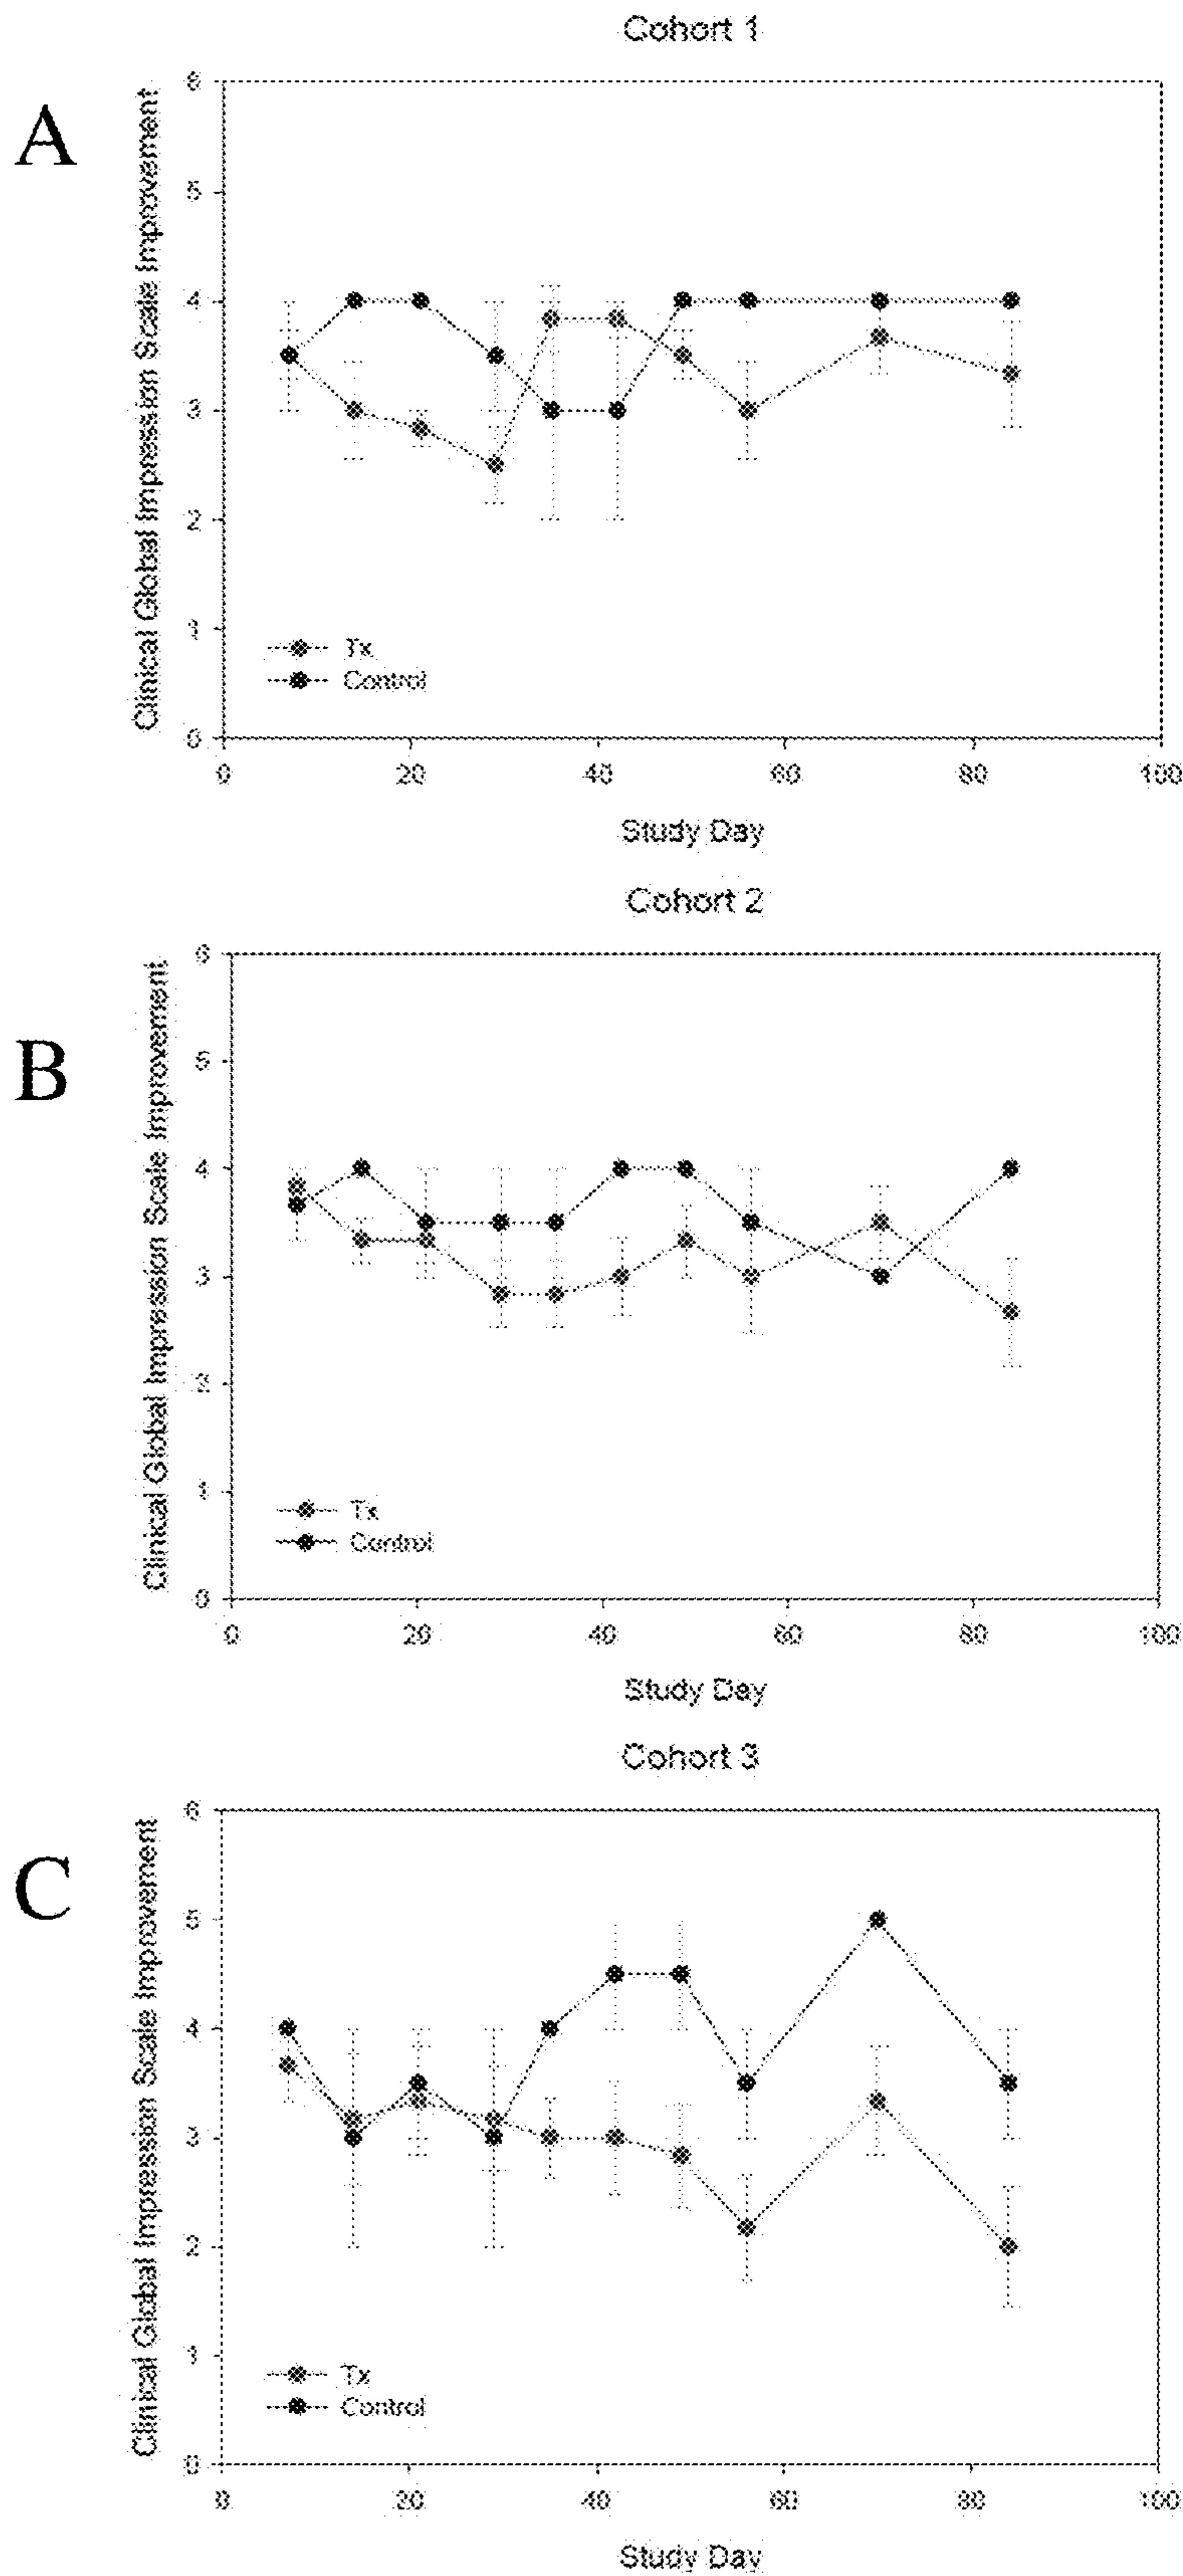 Cohort 1
A
Clinical Global Impression Scale Improvement
6
5
4
3
2
1
0
Tx
Control
0 20 40 60 80 100
Study Day
Cohort 2
B
Clinical Global Impression Scale Improvement
6
5
4
3
2
1
0
Tx
Control
0 20 40 60 80 100
Study Day
Cohort 3
C
Clinical Global Impression Scale Improvement
6
5
4
3
2
1
0
Tx
Control
0 20 40 60 80 100
Study Day